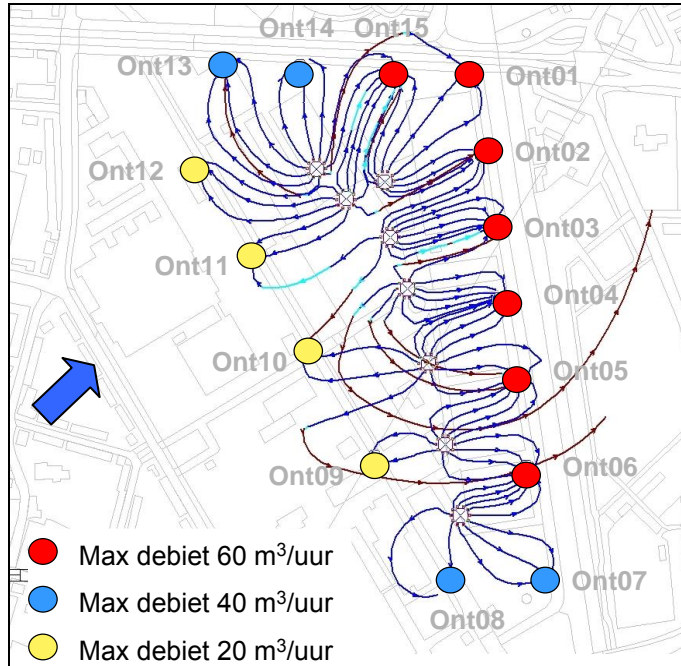 Ont14
Ont15
Ont13
Ont01
Ont12
Ont02
Ont03
Ont11
Ont04
Ont10
Ont05
Ont09
Ont06
Max debiet 60 m³/uur
Max debiet 40 m³/uur
Ont07
Ont08
Max debiet 20 m³/uur